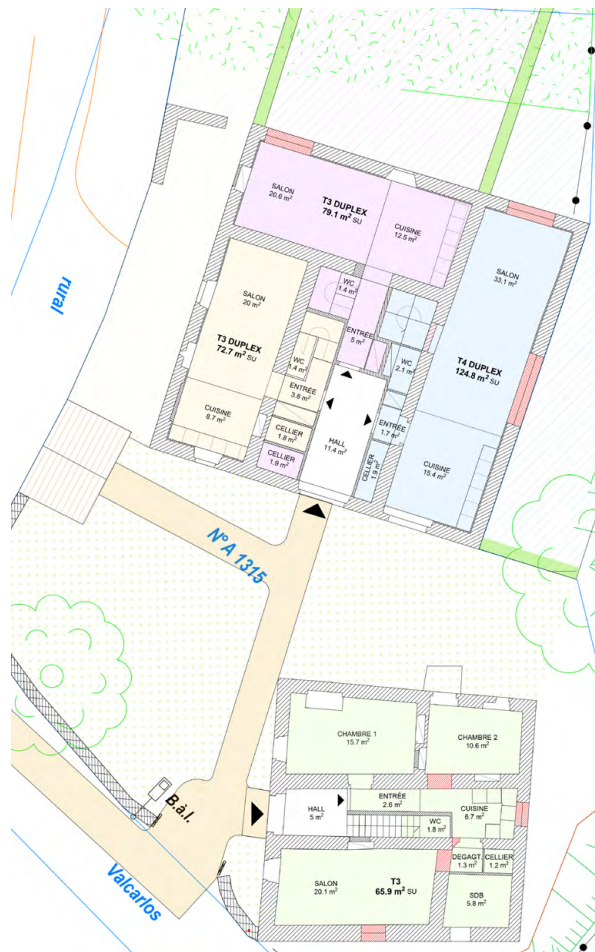 SALON
20.6 m²
T3 DUPLEX
79.1 m² SU
CUISINE
12.5 m²
SALON
33.1 m²
T4 DUPLEX
124.8 m² SU
CUISINE
15.4 m²
SALON
20 m²
T3 DUPLEX
72.7 m² SU
CUISINE
8.7 m²
WC
1.4 m²
ENTRÉE
5 m²
WC
1.4 m²
ENTRÉE
3.8 m²
WC
2.1 m²
ENTRÉE
1.7 m²
CELLIER
1.8 m²
CELLIER
1.9 m²
HALL
11.4 m²
CELLIER
1.9 m²
rural
N°A 1315
B.à.l.
Valcarlos
CHAMBRE 1
15.7 m²
CHAMBRE 2
10.6 m²
ENTRÉE
2.6 m²
HALL
5 m²
CUISINE
6.7 m²
WC
1.8 m²
DEGAGT.
1.3 m²
CELLIER
1.2 m²
SALON
20.1 m²
T3
65.9 m² SU
SDB
5.8 m²